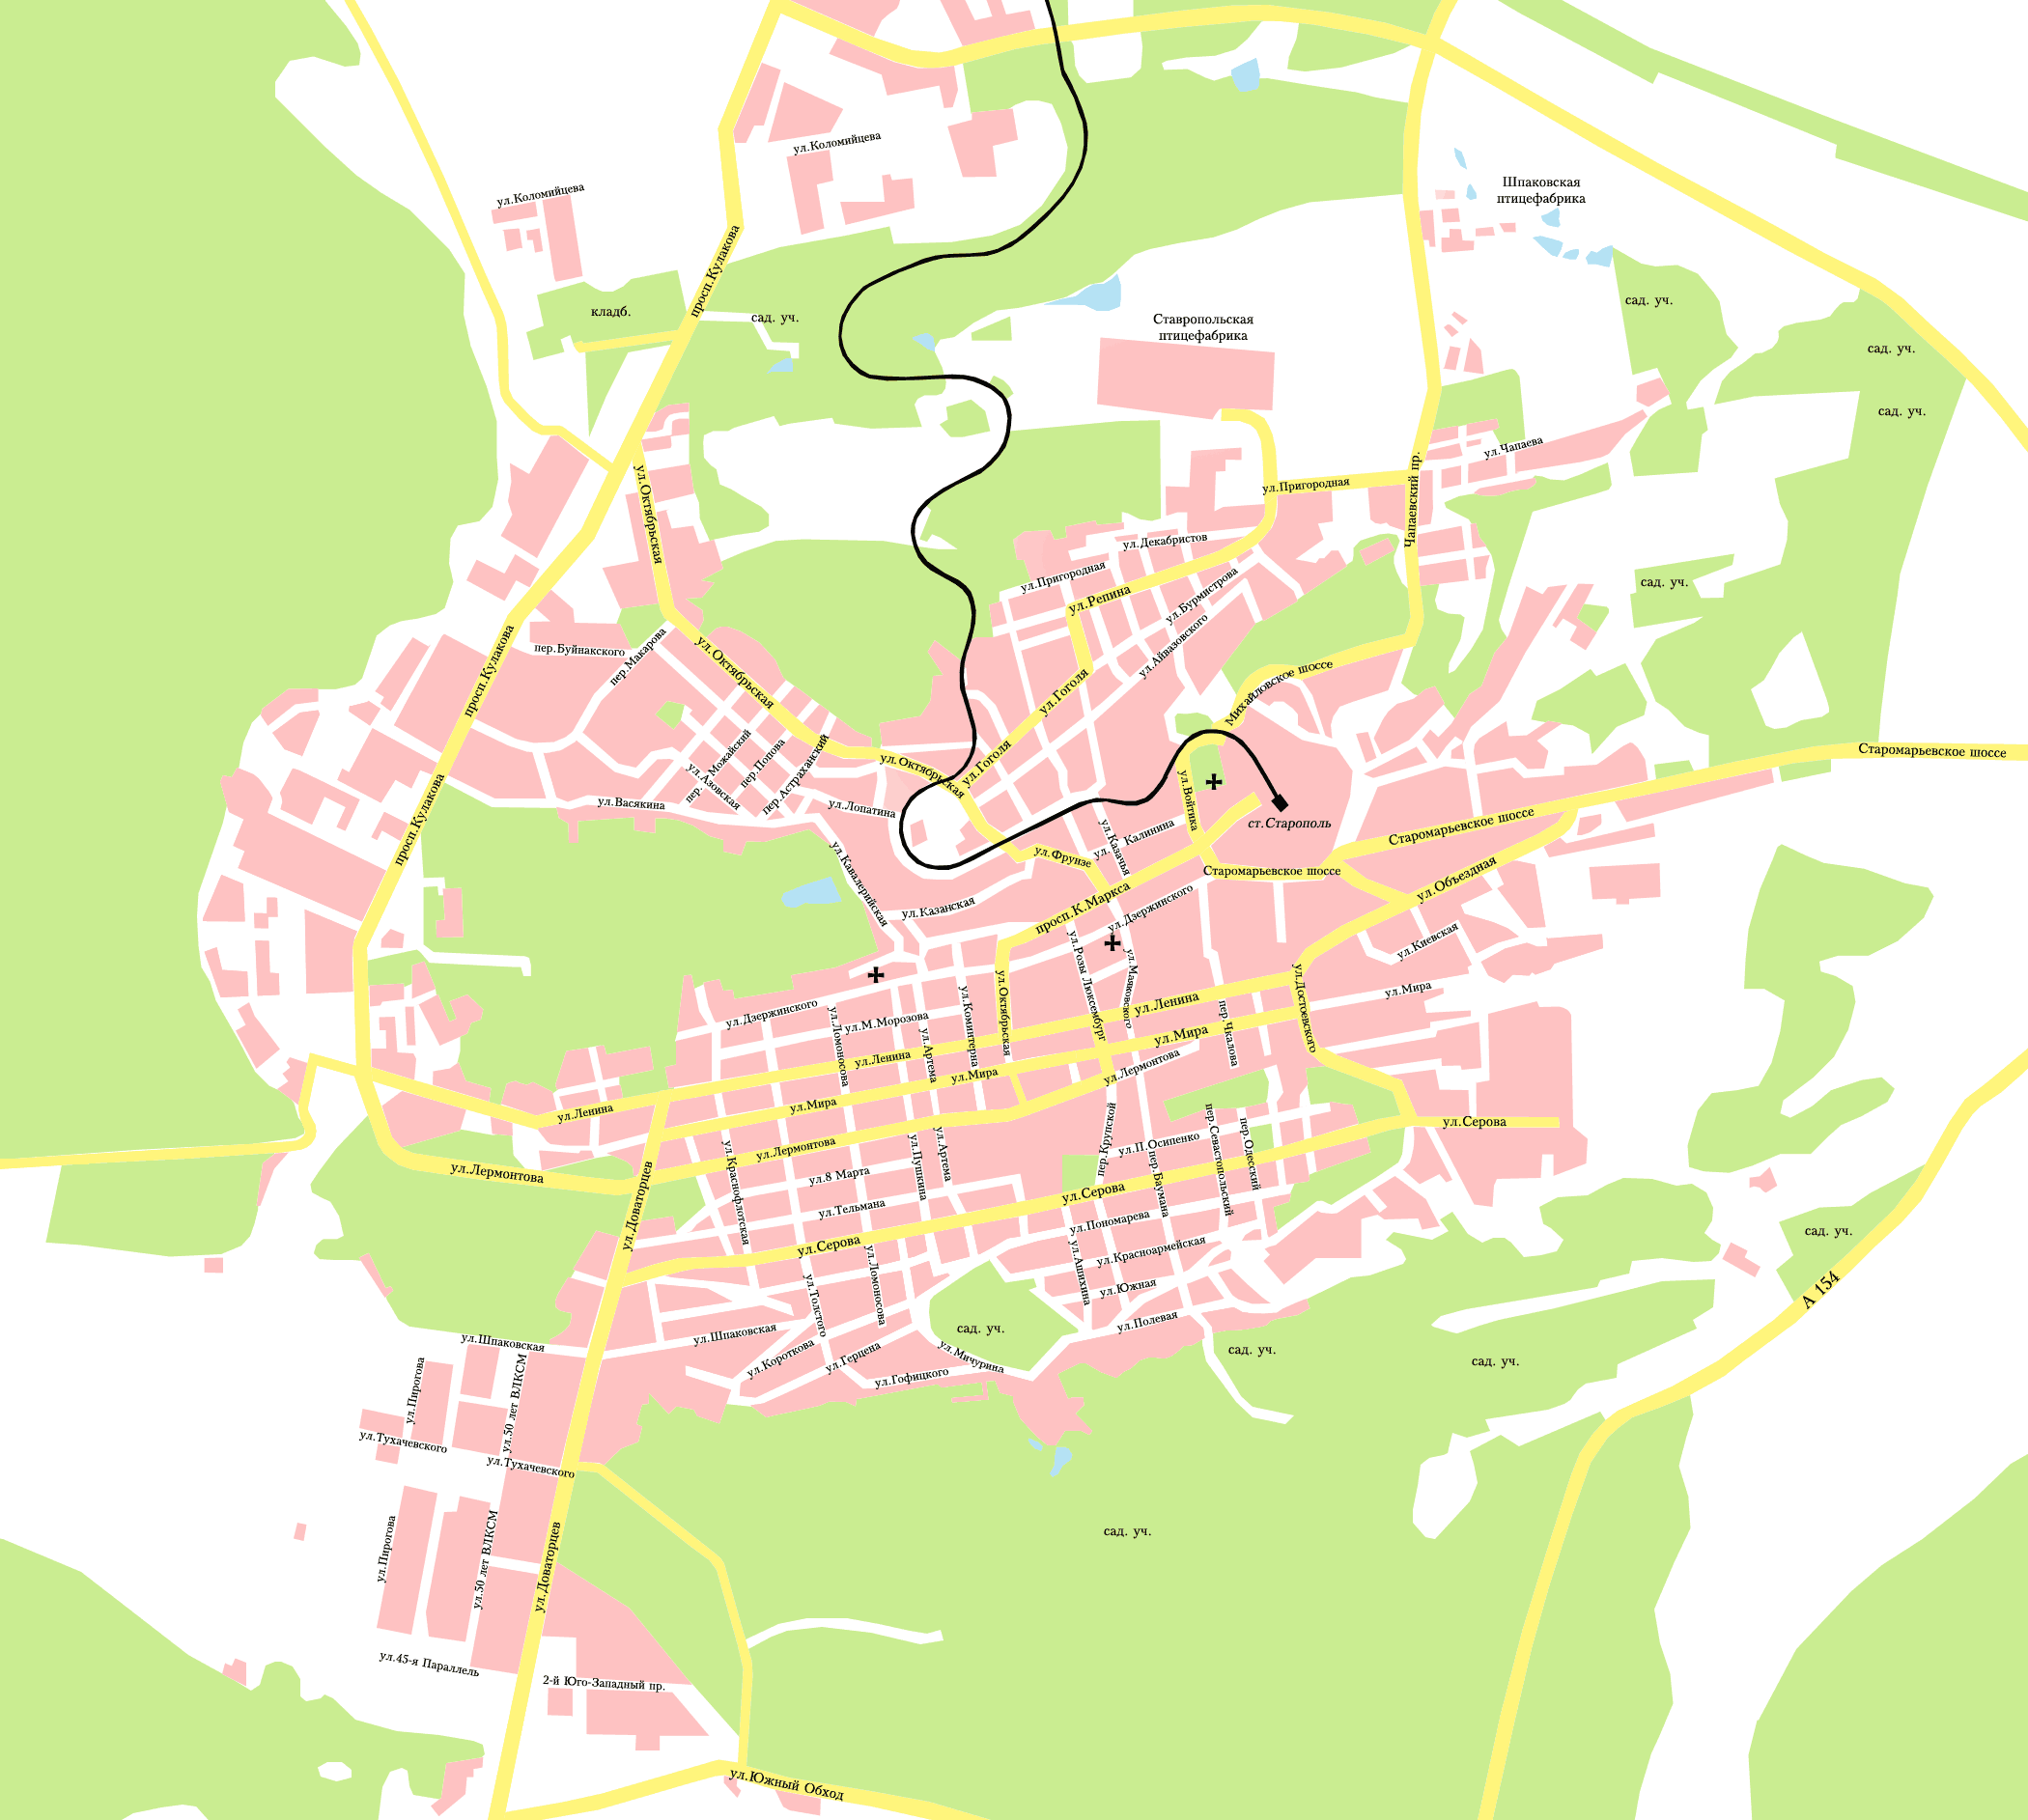 ул.Коломийцева
ул.Коломийцева
Шпаковская
птицефабрика
просп.Кулакова
кладб.
сад. уч.
Ставропольская
птицефабрика
сад. уч.
сад. уч.
сад. уч.
ул.Чапаева
Чапаевский пр.
ул.Пригородная
ул.Октябрьская
ул.Декабристов
ул.Пригородная
ул.Репина
ул.Бурмистрова
сад. уч.
ул.Айвазовского
пер.Буйнакского
пер.Макарова
просп.Кулакова
ул.Октябрьская
ул.Гоголя
Михайловское шоссе
Старомарьевское шоссе
пер. Можайский
пер.Попова
ул.Азовская
пер.Астраханский
ул.Октябрьская
ул.Гоголя
ул.Войтика
ул.Васякина
ул.Лопатина
ст.Старополь
Старомарьевское шоссе
просп.Кулакова
ул.Казачья
ул. Калинина
ул.Фрунзе
Старомарьевское шоссе
ул.Объездная
ул.Кавалерийская
ул.Казанская
просп.К.Маркса
ул.Дзержинского
ул.Киевская
ул.Розы Люксембург
ул.Маяковского
ул.Октябрьская
ул.Достоевского
ул.Мира
ул.Ленина
ул.Дзержинского
ул.Ломоносова
ул.М.Морозова
ул.Коминтерна
ул.Артема
пер.Чкалова
ул.Мира
ул.Ленина
ул.Мира
ул.Лермонтова
ул.Ленина
ул.Мира
ул.Серова
пер.Крупской
пер.Севастопольский
пер.Одесский
ул.П.Осипенко
пер.Баумана
ул.Лермонтова
ул.Лермонтова
ул.Краснофлотская
ул.8 Марта
ул.Пушкина
ул.Артема
ул.Серова
ул.Доваторцев
ул.Тельмана
ул.Пономарева
ул.Серова
ул.Красноармейская
ул.Ашихина
ул.Южная
ул.Полевая
сад. уч.
А 154
ул.Толстого
ул.Ломоносова
ул.Шпаковская
ул.Шпаковская
ул.Короткова
ул.Герцена
ул.Гофицкого
ул.Мичурина
сад. уч.
сад. уч.
сад. уч.
ул.Пирогова
ул.50 лет ВЛКСМ
ул.Тухачевского
ул.Тухачевского
сад. уч.
ул.Пирогова
ул.50 лет ВЛКСМ
ул.Доваторцев
ул.45-я Параллель
2-й Юго-Западный пр.
ул.Южный Обход